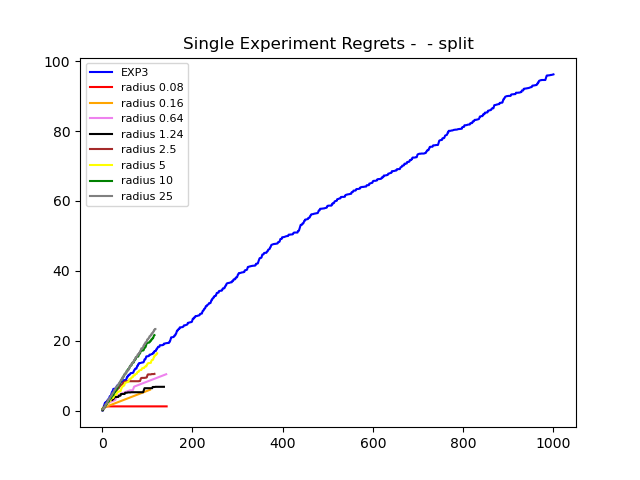 Single Experiment Regrets -  - split
100
80
60
40
20
0
EXP3
radius 0.08
radius 0.16
radius 0.64
radius 1.24
radius 2.5
radius 5
radius 10
radius 25
0 200 400 600 800 1000